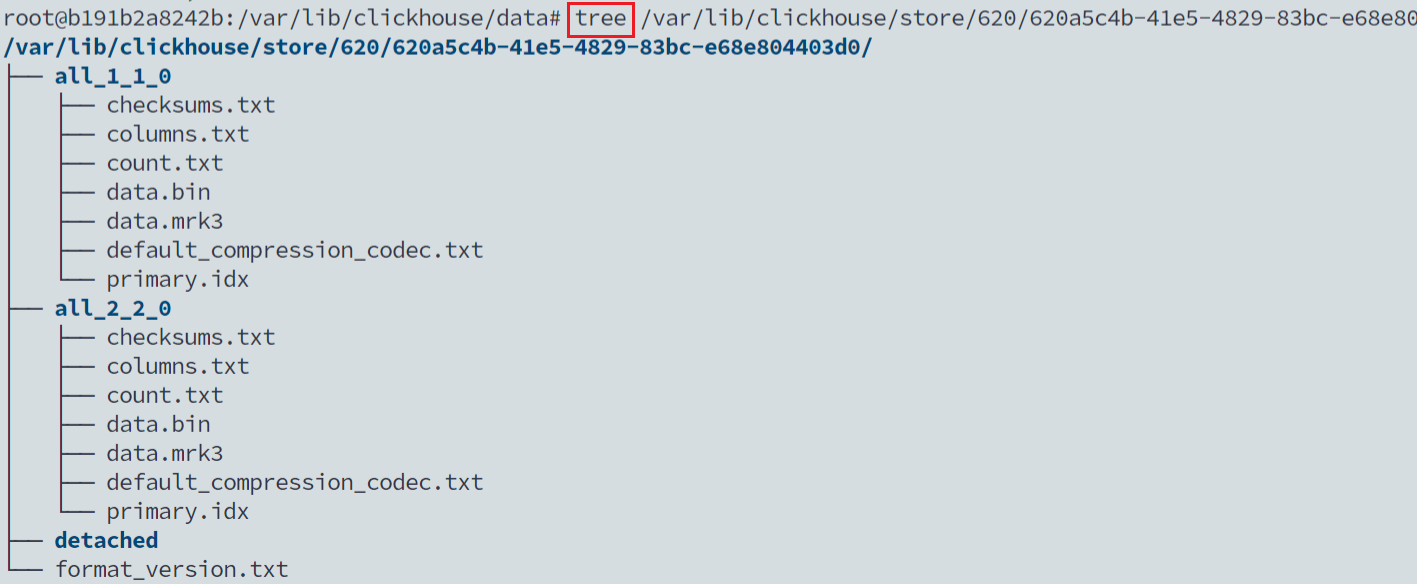 root@b191b2a8242b:/var/lib/clickhouse/data# tree /var/lib/clickhouse/store/620/620a5c4b-41e5-4829-83bc-e68e80
/var/lib/clickhouse/store/620/620a5c4b-41e5-4829-83bc-e68e804403d0/
├── all_1_1_0
│   ├── checksums.txt
│   ├── columns.txt
│   ├── count.txt
│   ├── data.bin
│   ├── data.mrk3
│   ├── default_compression_codec.txt
│   └── primary.idx
├── all_2_2_0
│   ├── checksums.txt
│   ├── columns.txt
│   ├── count.txt
│   ├── data.bin
│   ├── data.mrk3
│   ├── default_compression_codec.txt
│   └── primary.idx
├── detached
└── format_version.txt